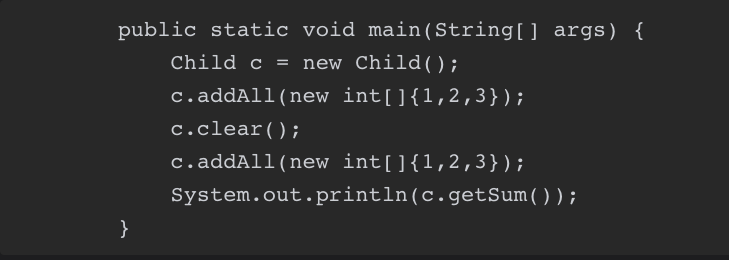 public static void main(String[] args) {
Child c = new Child();
c.addAll(new int[]{1,2,3});
c.clear();
c.addAll(new int[]{1,2,3});
System.out.println(c.getSum());
}